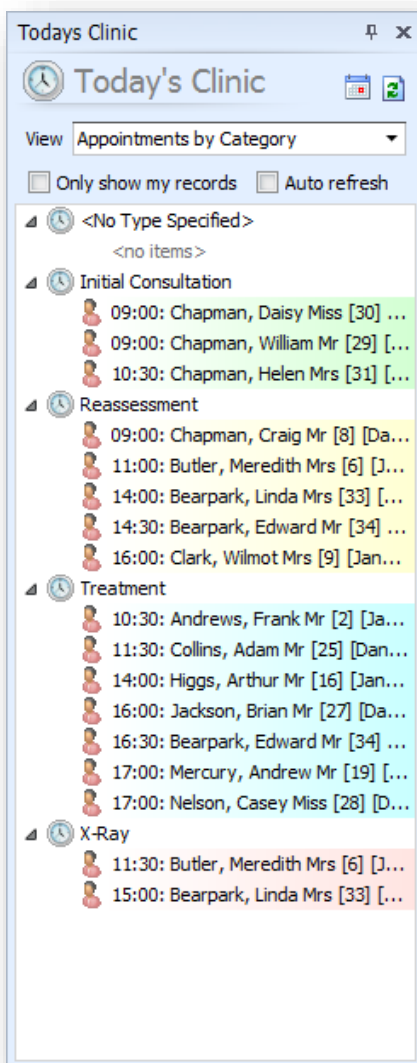 Todays Clinic
Today's Clinic
View Appointments by Category
Only show my records Auto refresh
<No Type Specified>
<no items>
Initial Consultation
09:00: Chapman, Daisy Miss [30] ...
09:00: Chapman, William Mr [29] [...
10:30: Chapman, Helen Mrs [31] [...
Reassessment
09:00: Chapman, Craig Mr [8] [Da...
11:00: Butler, Meredith Mrs [6] [J...
14:00: Bearpark, Linda Mrs [33] [...
14:30: Bearpark, Edward Mr [34] ...
16:00: Clark, Wilmot Mrs [9] [Jan...
Treatment
10:30: Andrews, Frank Mr [2] [Ja...
11:30: Collins, Adam Mr [25] [Dan...
14:00: Higgs, Arthur Mr [16] [Jan...
16:00: Jackson, Brian Mr [27] [Da...
16:30: Bearpark, Edward Mr [34] ...
17:00: Mercury, Andrew Mr [19] [...
17:00: Nelson, Casey Miss [28] [D...
X-Ray
11:30: Butler, Meredith Mrs [6] [J...
15:00: Bearpark, Linda Mrs [33] [...